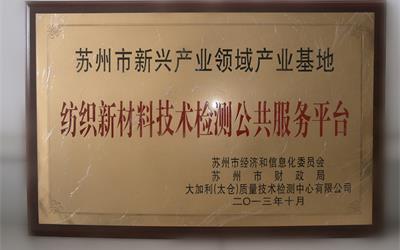 苏州市新兴产业领域产业基地
纺织新材料技术检测公共服务平台
苏州市经济和信息化委员会
苏州市财政局
大加利(太仓)质量技术检测中心有限公司
二〇一三年十月